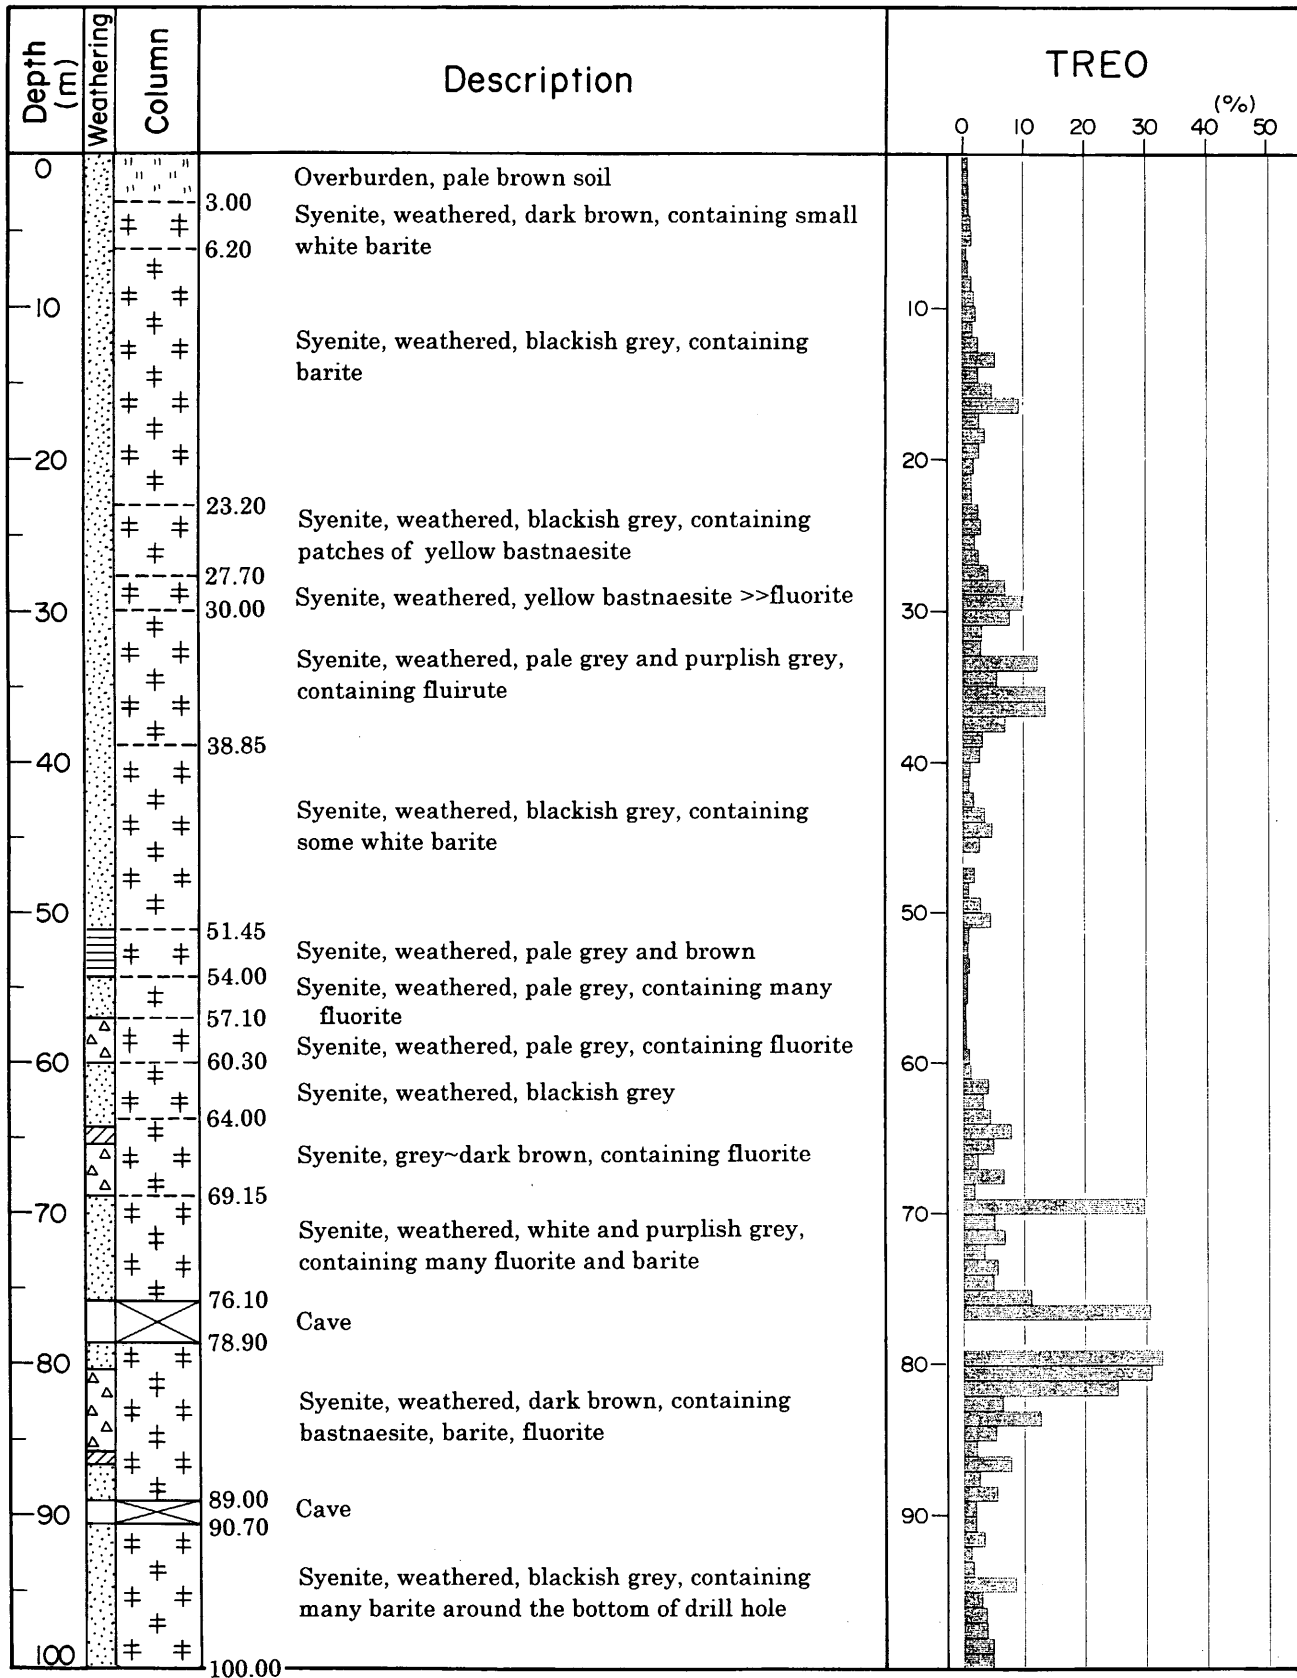 Depth (m)
Weathering
Column
Description
TREO
(%)
0 10 20 30 40 50
0
Overburden, pale brown soil
3.00
Syenite, weathered, dark brown, containing small
white barite
6.20
10
Syenite, weathered, blackish grey, containing
barite
20
23.20
Syenite, weathered, blackish grey, containing
patches of yellow bastnaesite
27.70
Syenite, weathered, yellow bastnaesite >>fluorite
30
30.00
Syenite, weathered, pale grey and purplish grey,
containing fluirute
38.85
40
Syenite, weathered, blackish grey, containing
some white barite
50
51.45
Syenite, weathered, pale grey and brown
54.00
Syenite, weathered, pale grey, containing many
fluorite
57.10
Syenite, weathered, pale grey, containing fluorite
60
60.30
Syenite, weathered, blackish grey
64.00
Syenite, grey~dark brown, containing fluorite
69.15
70
Syenite, weathered, white and purplish grey,
containing many fluorite and barite
76.10
Cave
78.90
80
Syenite, weathered, dark brown, containing
bastnaesite, barite, fluorite
89.00
Cave
90
90.70
Syenite, weathered, blackish grey, containing
many barite around the bottom of drill hole
100
100.00
10
20
30
40
50
60
70
80
90